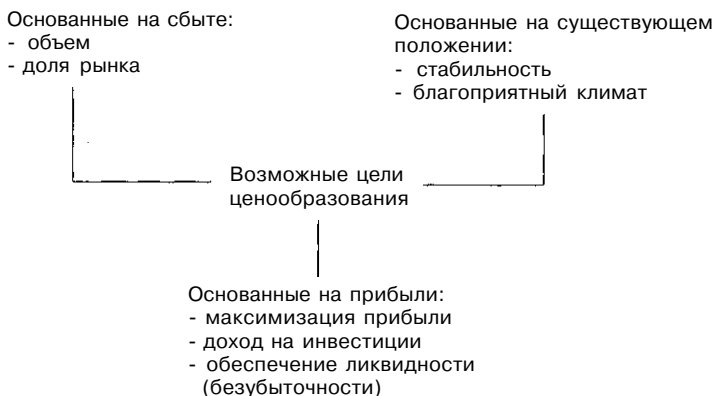 Основанные на сбыте:
- объем
- доля рынка
Основанные на существующем
положении:
- стабильность
- благоприятный климат
Возможные цели
ценообразования
Основанные на прибыли:
- максимизация прибыли
- доход на инвестиции
- обеспечение ликвидности
(безубыточности)